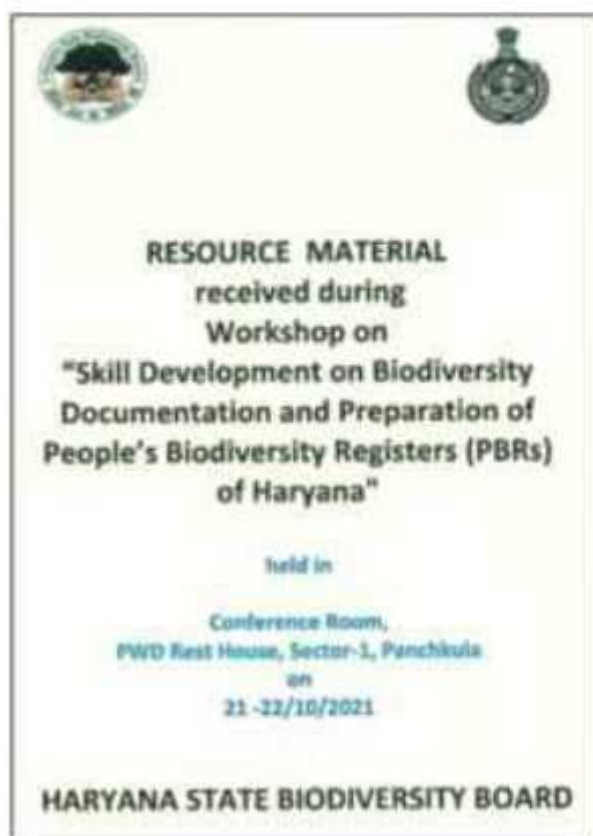 RESOURCE MATERIAL
received during
Workshop on
"Skill Development on Biodiversity
Documentation and Preparation of
People's Biodiversity Registers (PBRs)
of Haryana"
held in
Conference Room,
PWD Rest House, Sector-1, Panchkula
on
21 -22/10/2021
HARYANA STATE BIODIVERSITY BOARD